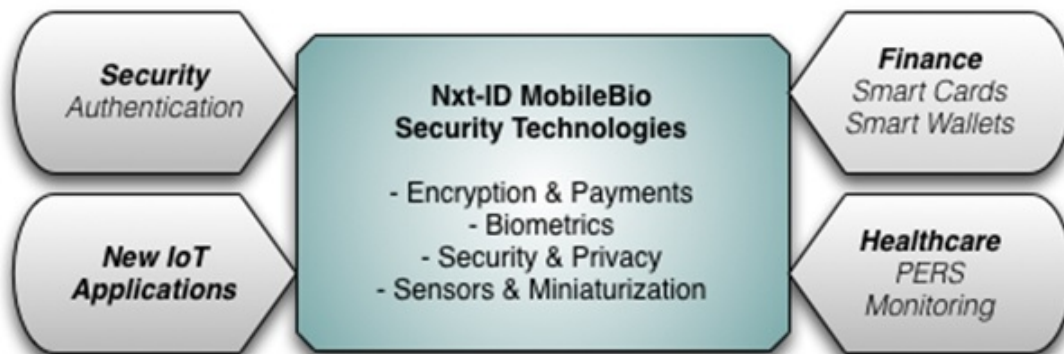 Security
Authentication
New IoT
Applications
Nxt-ID MobileBio
Security Technologies
- Encryption & Payments
- Biometrics
- Security & Privacy
- Sensors & Miniaturization
Finance
Smart Cards
Smart Wallets
Healthcare
PERS
Monitoring